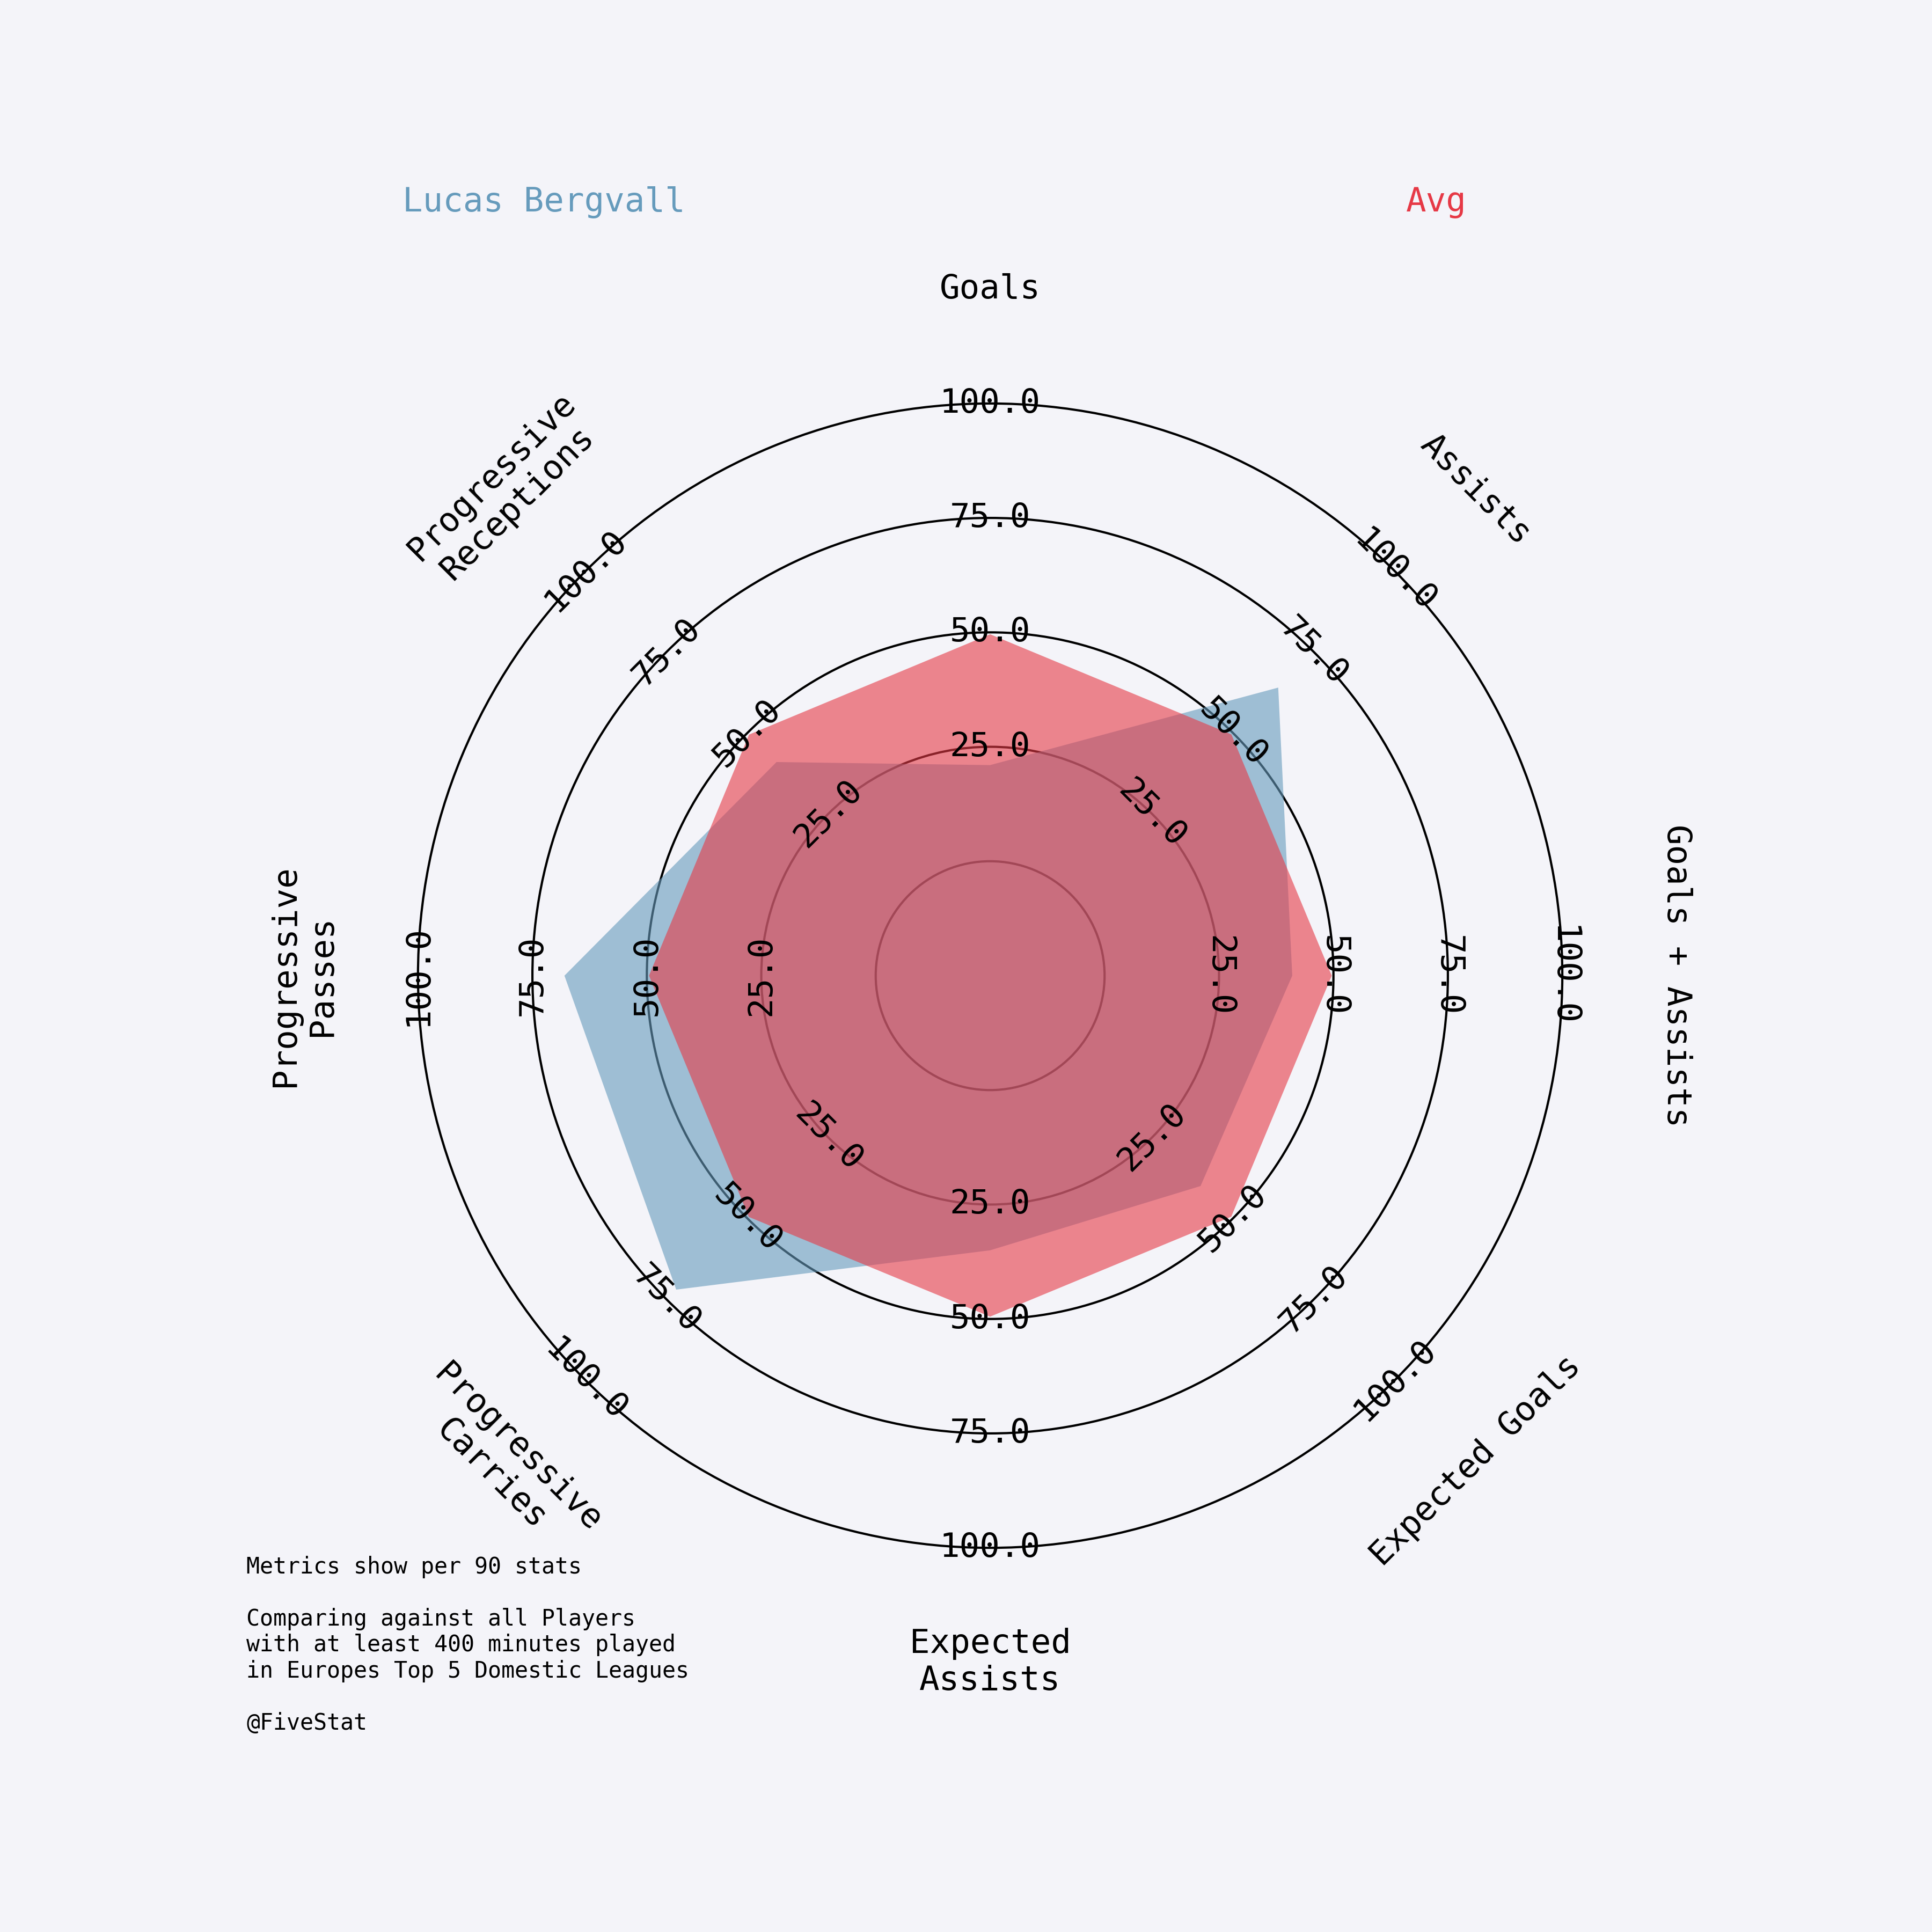 Lucas Bergvall
Avg
Goals
Assists
Goals + Assists
Expected Goals
Expected
Assists
Progressive
Carries
Progressive
Passes
Progressive
Receptions
25.0
50.0
75.0
100.0
25.0
50.0
75.0
100.0
25.0
50.0
75.0
100.0
25.0
50.0
75.0
100.0
25.0
50.0
75.0
100.0
25.0
50.0
75.0
100.0
25.0
50.0
75.0
100.0
25.0
50.0
75.0
100.0
Metrics show per 90 stats
Comparing against all Players
with at least 400 minutes played
in Europes Top 5 Domestic Leagues
@FiveStat